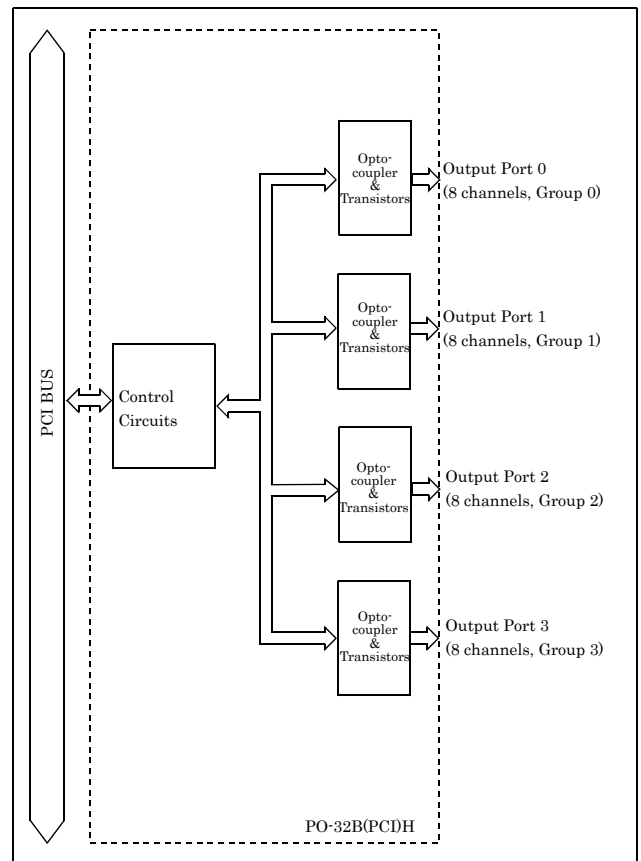 PCI BUS
Control
Circuits
Opto-
coupler
&
Transistors
Output Port 0
(8 channels, Group 0)
Opto-
coupler
&
Transistors
Output Port 1
(8 channels, Group 1)
Opto-
coupler
&
Transistors
Output Port 2
(8 channels, Group 2)
Opto-
coupler
&
Transistors
Output Port 3
(8 channels, Group 3)
PO-32B(PCI)H